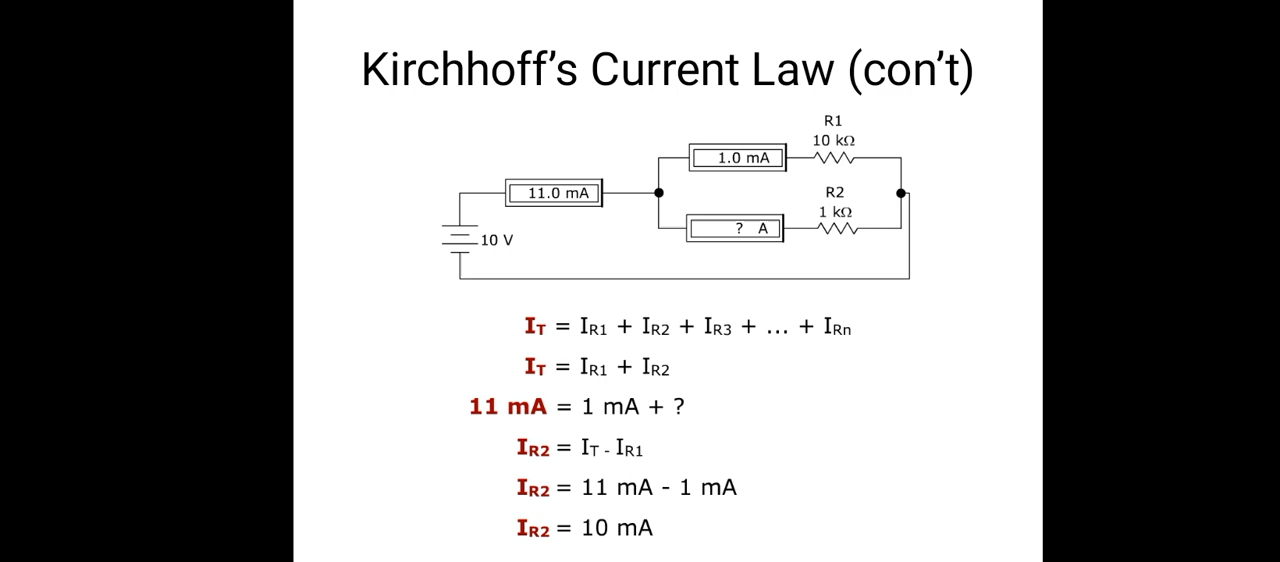 Kirchhoff’s Current Law (con’t)
R1
10 kΩ
1.0 mA
11.0 mA
R2
1 kΩ
? A
10 V
IT = IR1 + IR2 + IR3 + ... + IRn
IT = IR1 + IR2
11 mA = 1 mA + ?
IR2 = IT - IR1
IR2 = 11 mA - 1 mA
IR2 = 10 mA